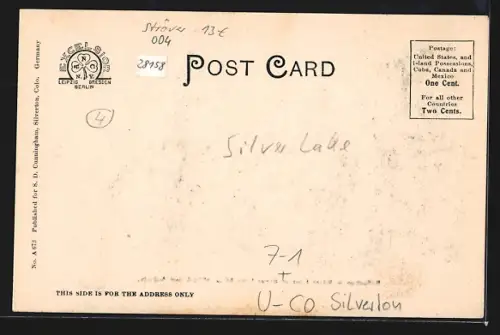 Ströver 13€
004
28158
EXCELSIOR
N O C N V
LEIPZIG DRESDEN
BERLIN
POST CARD
Postage:
United States, and
Island Possessions,
Cuba, Canada and
Mexico
One Cent.
For all other
Countries
Two Cents.
4
Silver Lake
No. A 672 Published for S. D. Cunningham, Silverton, Colo. Germany
7-1
+
THIS SIDE IS FOR THE ADDRESS ONLY
U-CO Silverton